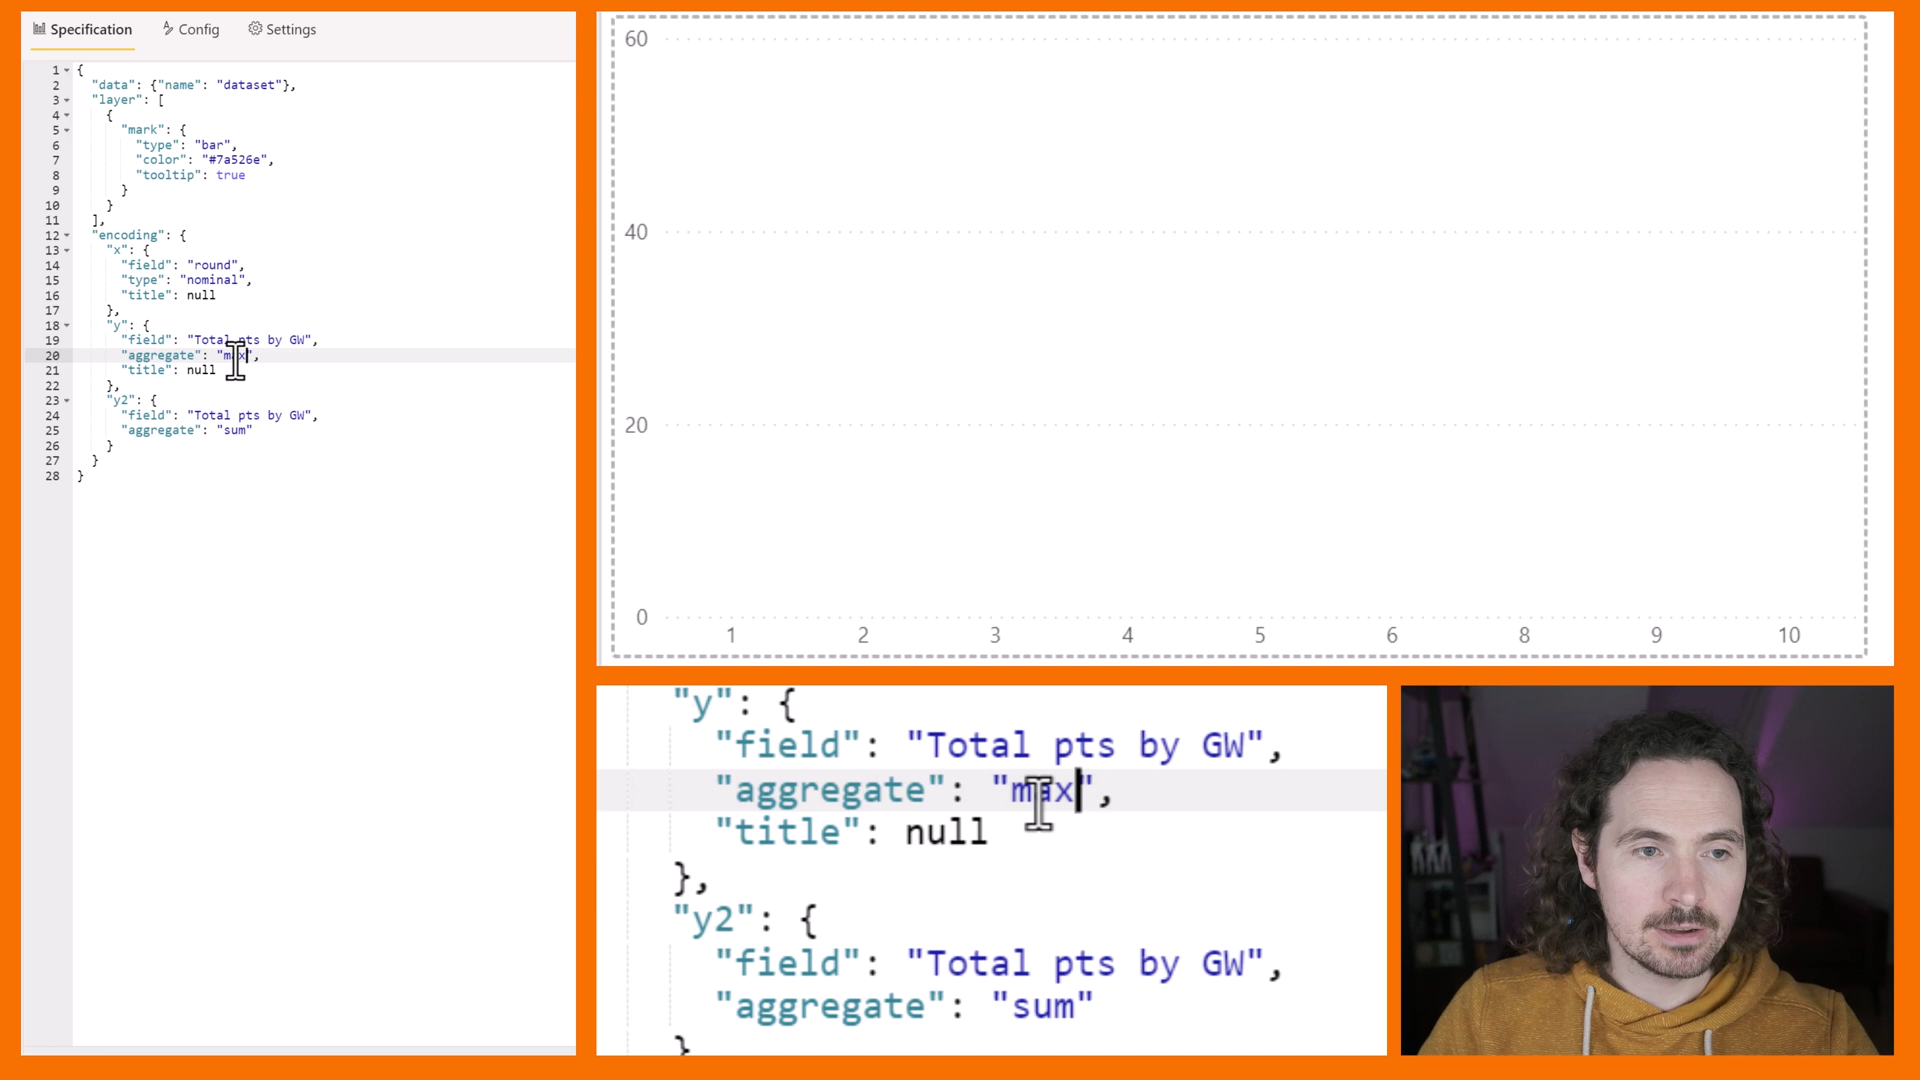 Specification Config Settings
1 {
2 "data": {"name": "dataset"},
3 "layer": [
4 {
5 "mark": {
6 "type": "bar",
7 "color": "#7a526e",
8 "tooltip": true
9 }
10 }
11 ],
12 "encoding": {
13 "x": {
14 "field": "round",
15 "type": "nominal",
16 "title": null
17 },
18 "y": {
19 "field": "Total pts by GW",
20 "aggregate": "max",
21 "title": null
22 },
23 "y2": {
24 "field": "Total pts by GW",
25 "aggregate": "sum"
26 }
27 }
28 }
60
40
20
0
1 2 3 4 5 6 8 9 10
"y": {
"field": "Total pts by GW",
"aggregate": "max",
"title": null
},
"y2": {
"field": "Total pts by GW",
"aggregate": "sum"
}